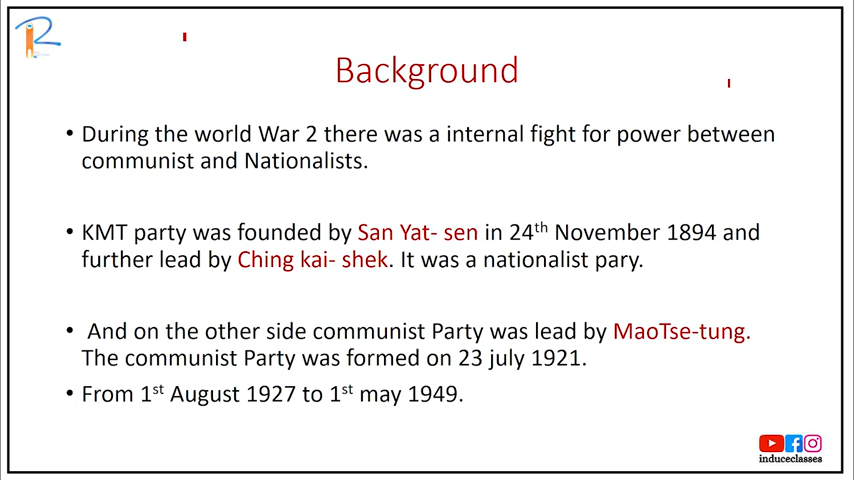 Background
• During the world War 2 there was a internal fight for power between
communist and Nationalists.
• KMT party was founded by San Yat- sen in 24th November 1894 and
further lead by Ching kai- shek. It was a nationalist pary.
• And on the other side communist Party was lead by MaoTse-tung.
The communist Party was formed on 23 july 1921.
• From 1st August 1927 to 1st may 1949.
induceclasses